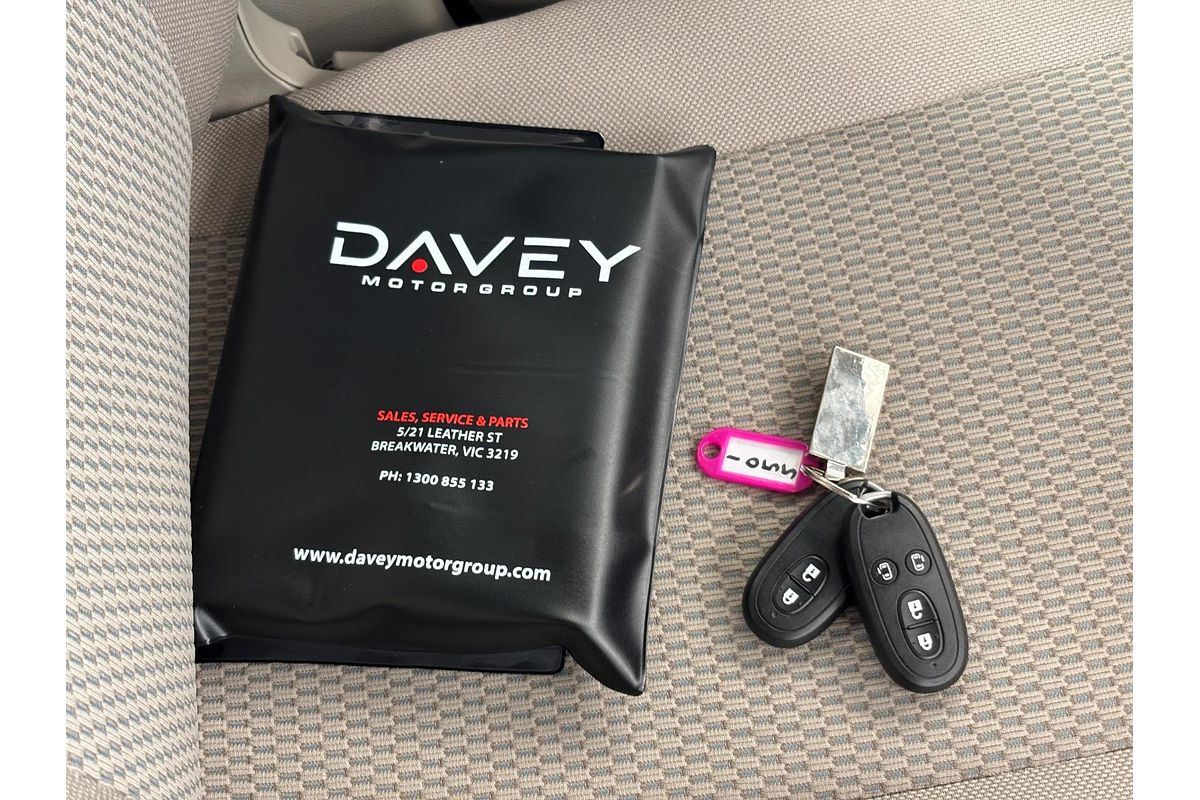 DAVEY
MOTORGROUP
SALES, SERVICE & PARTS
5/21 LEATHER ST
BREAKWATER, VIC 3219
PH: 1300 855 133
www.daveymotorgroup.com